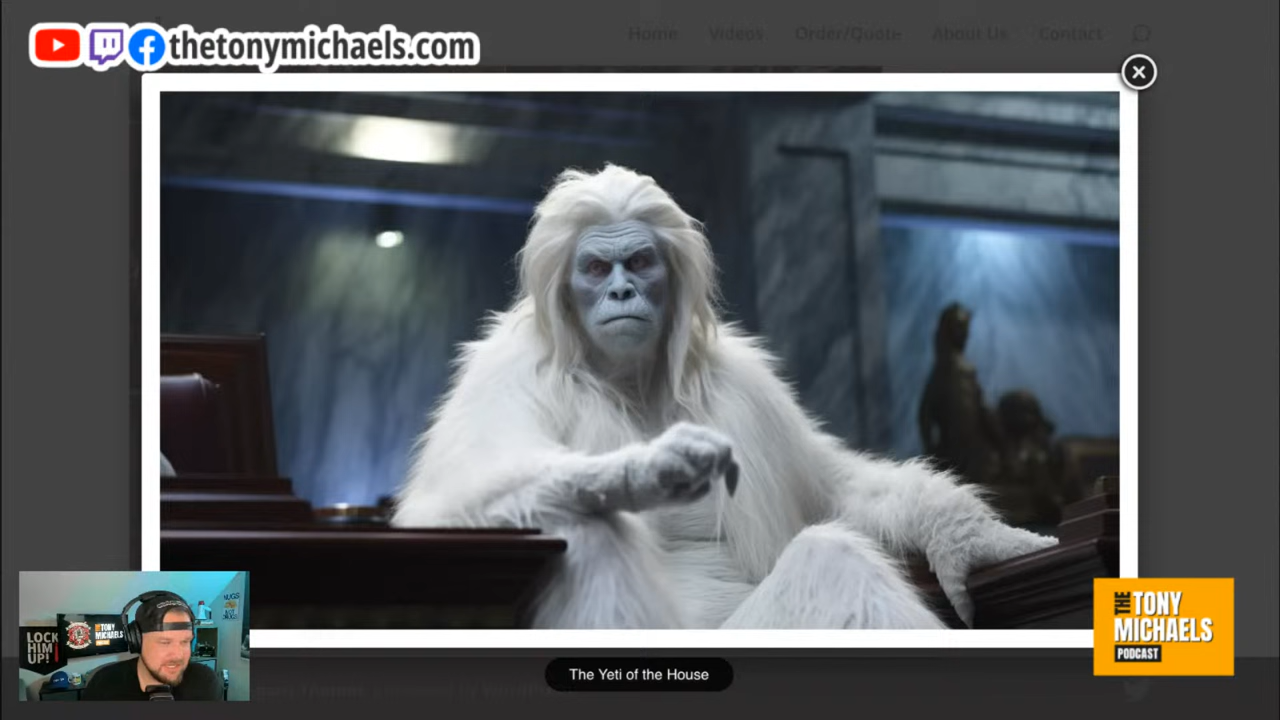 thetonymichaels.com
Home Videos Order/Quote About Us Contact
THE TONY
MICHAELS
PODCAST
LOCK
HIM
UP!
The Yeti of the House